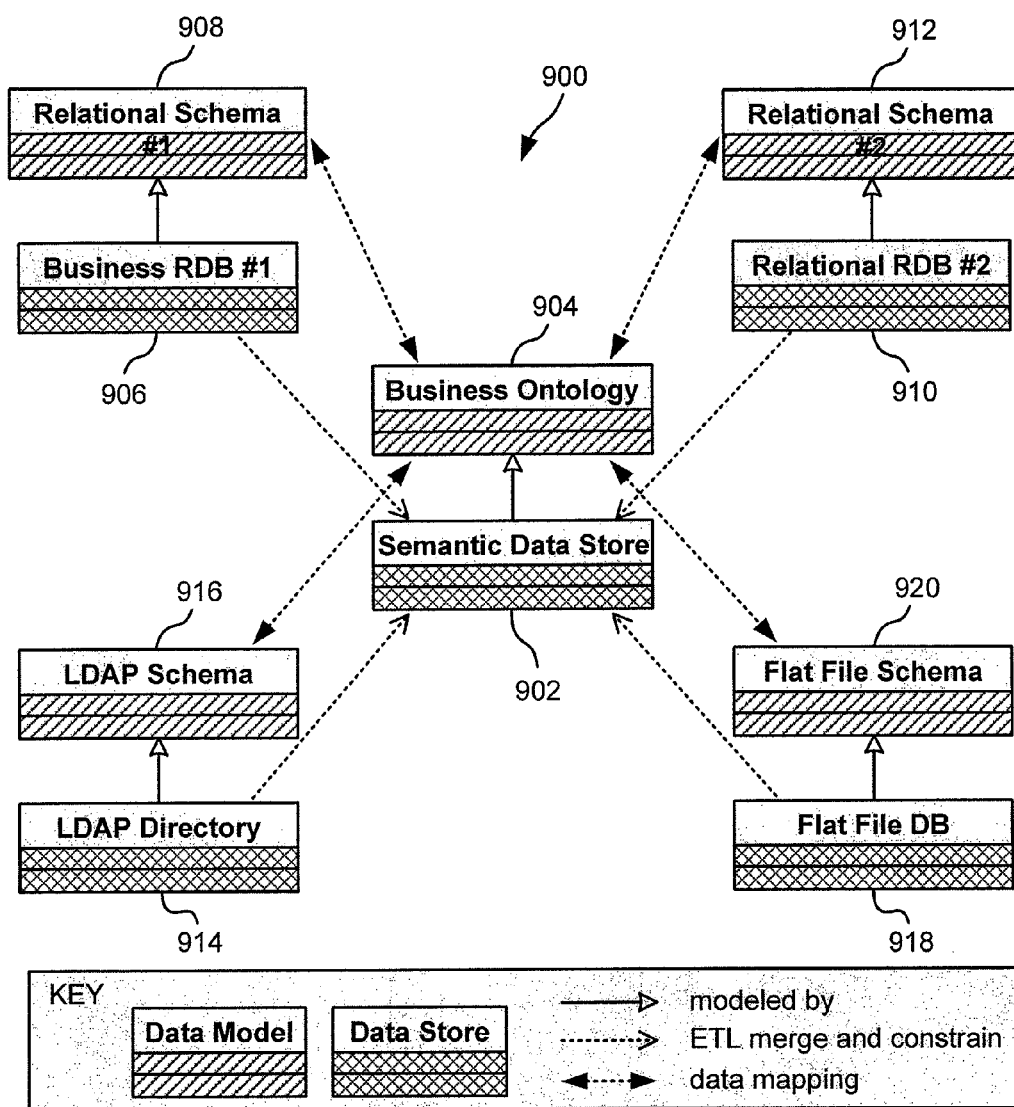 908
912
900
Relational Schema
#1
Relational Schema
#2
Business RDB #1
Relational RDB #2
904
906
910
Business Ontology
Semantic Data Store
916
920
902
LDAP Schema
Flat File Schema
LDAP Directory
Flat File DB
914
918
KEY
Data Model
Data Store
modeled by
ETL merge and constrain
data mapping